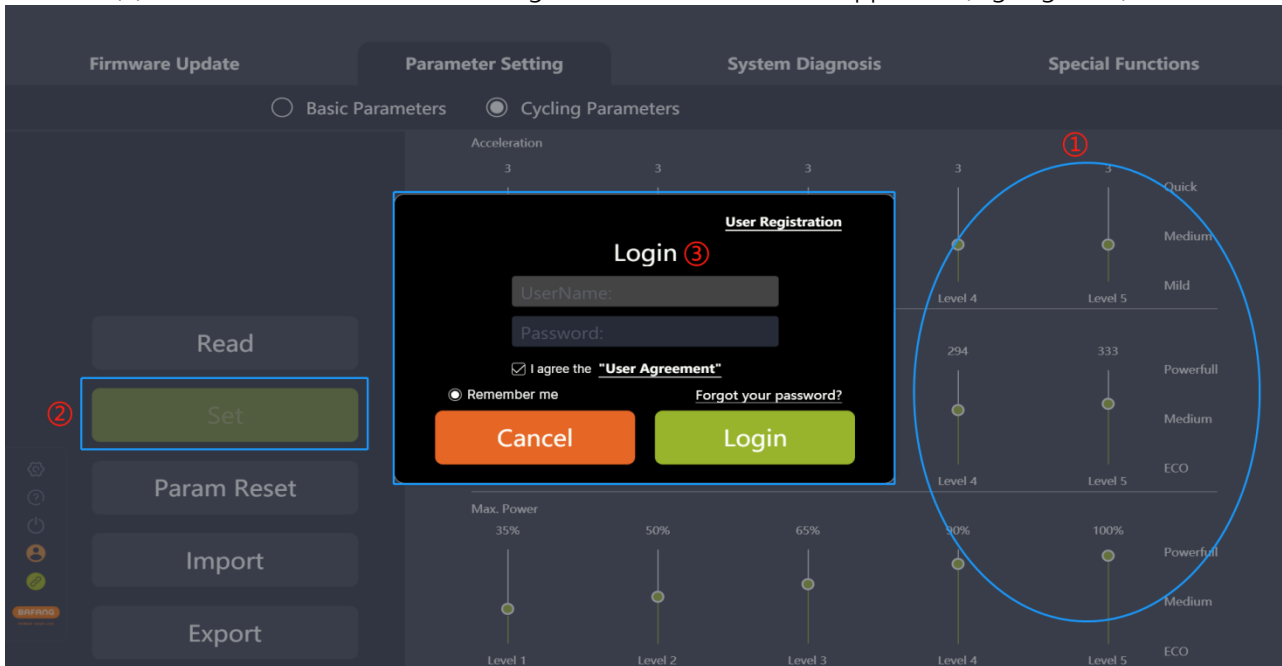 Firmware Update Parameter Setting System Diagnosis Special Functions
Basic Parameters Cycling Parameters
Acceleration ①
3 3 3 3 3
Quick
User Registration
Login ③
Medium
UserName:
Mild
Level 4 Level 5
Password:
Read
294 333
I agree the "User Agreement"
Powerfull
Remember me Forgot your password?
② Set
Cancel Login
Medium
ECO
Level 4 Level 5
Param Reset
Max. Power
35% 50% 65% 90% 100%
Powerfull
Import
Medium
BAFANG
Export
ECO
Level 1 Level 2 Level 3 Level 4 Level 5